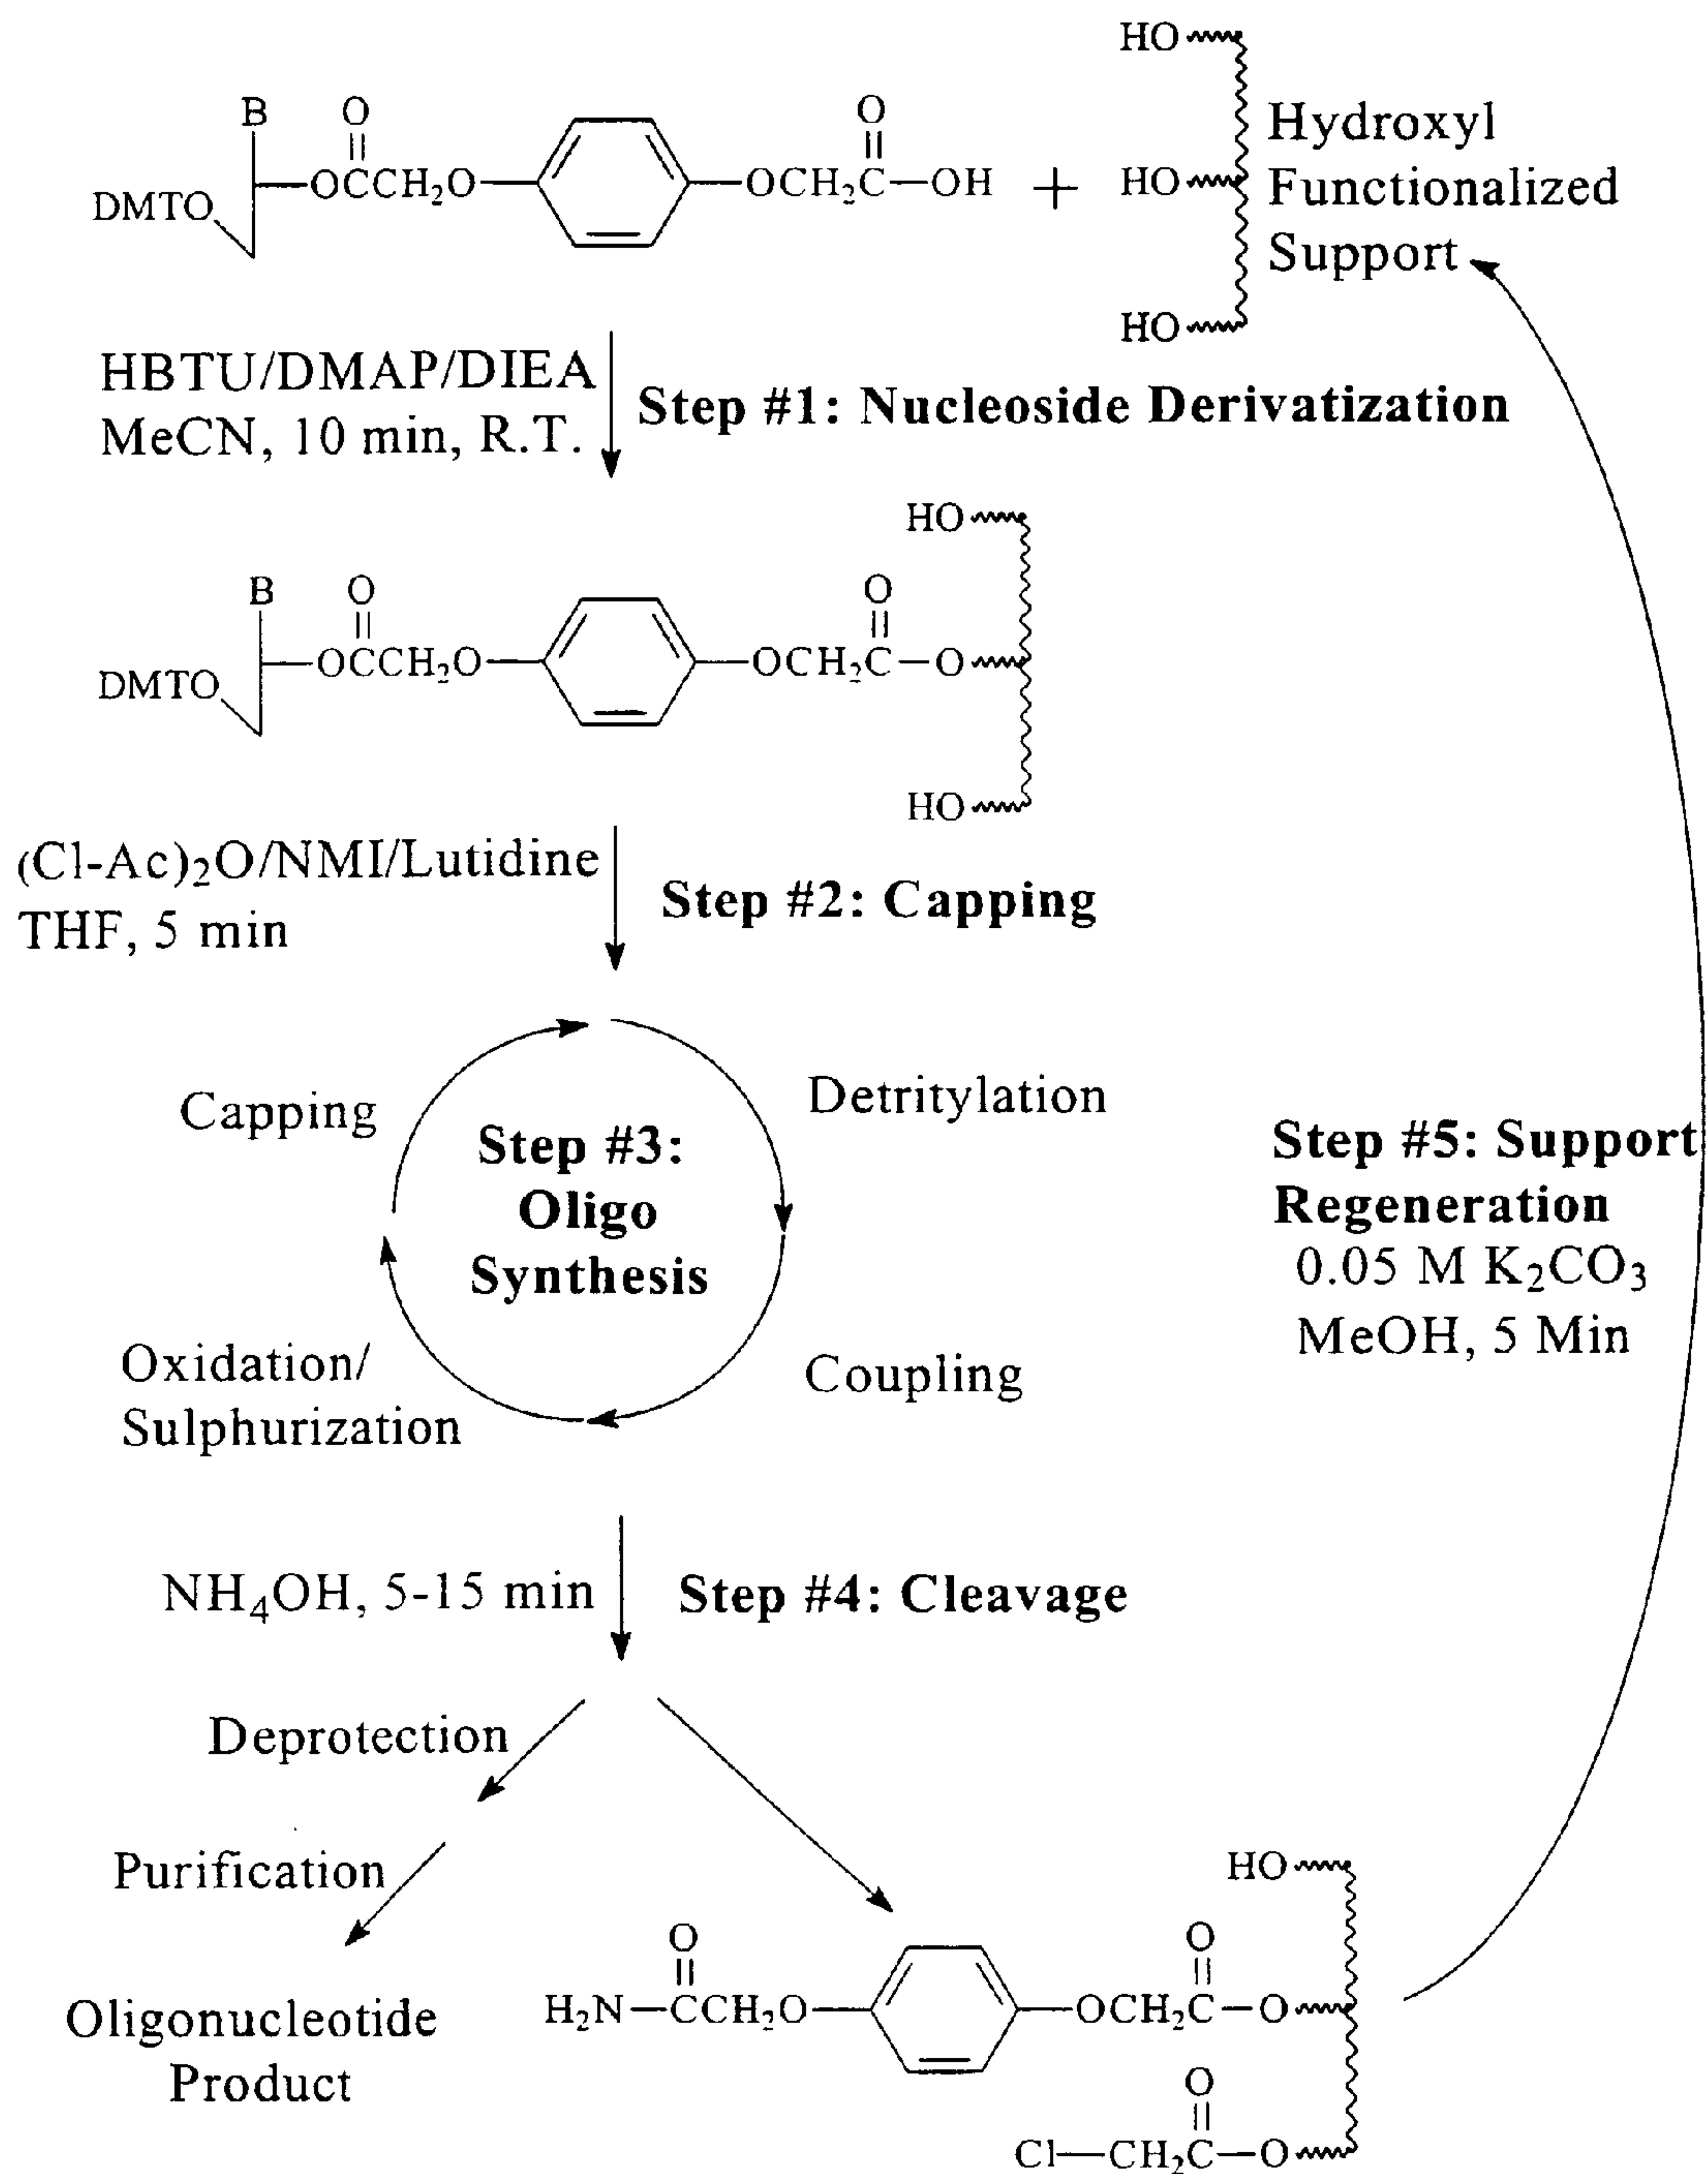 HO
B
O
O
Hydroxyl
DMTO
OCCH2O
OCH2C—OH
+
HO
Functionalized
Support
HO
HBTU/DMAP/DIEA
MeCN, 10 min, R.T.
Step #1: Nucleoside Derivatization
HO
B
O
O
DMTO
OCCH2O
OCH2C—O
HO
(Cl-Ac)2O/NMI/Lutidine
THF, 5 min
Step #2: Capping
Capping
Detritylation
Step #3:
Oligo
Synthesis
Step #5: Support
Regeneration
0.05 M K2CO3
MeOH, 5 Min
Oxidation/
Sulphurization
Coupling
NH4OH, 5-15 min
Step #4: Cleavage
Deprotection
Purification
Oligonucleotide
Product
HO
O
O
H2N—CCH2O
OCH2C—O
O
Cl—CH2C—O